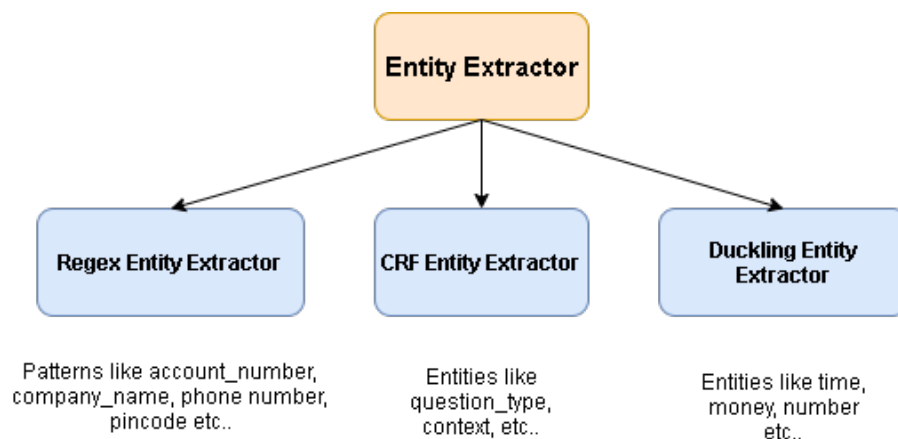 Entity Extractor
Regex Entity Extractor
CRF Entity Extractor
Duckling Entity
Extractor
Patterns like account_number,
company_name, phone number,
pincode etc..
Entities like
question_type,
context, etc..
Entities like time,
money, number
etc..